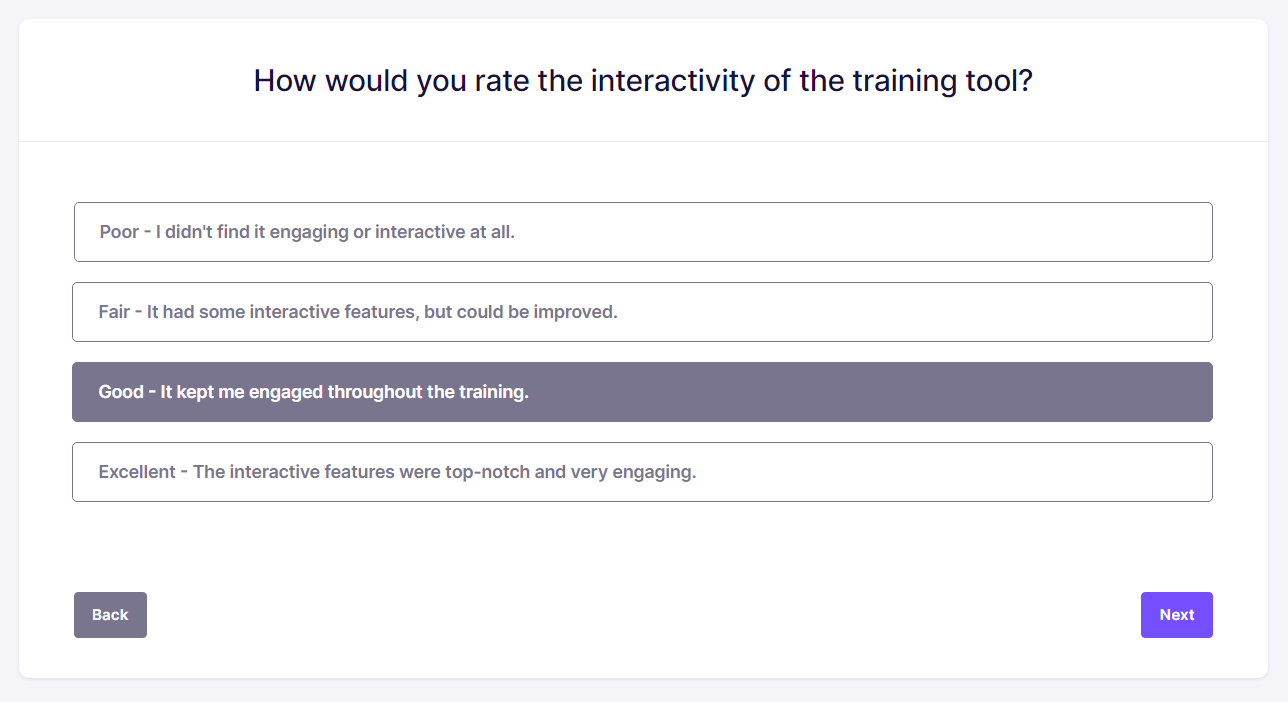 How would you rate the interactivity of the training tool?
Poor - I didn't find it engaging or interactive at all.
Fair - It had some interactive features, but could be improved.
Good - It kept me engaged throughout the training.
Excellent - The interactive features were top-notch and very engaging.
Back
Next